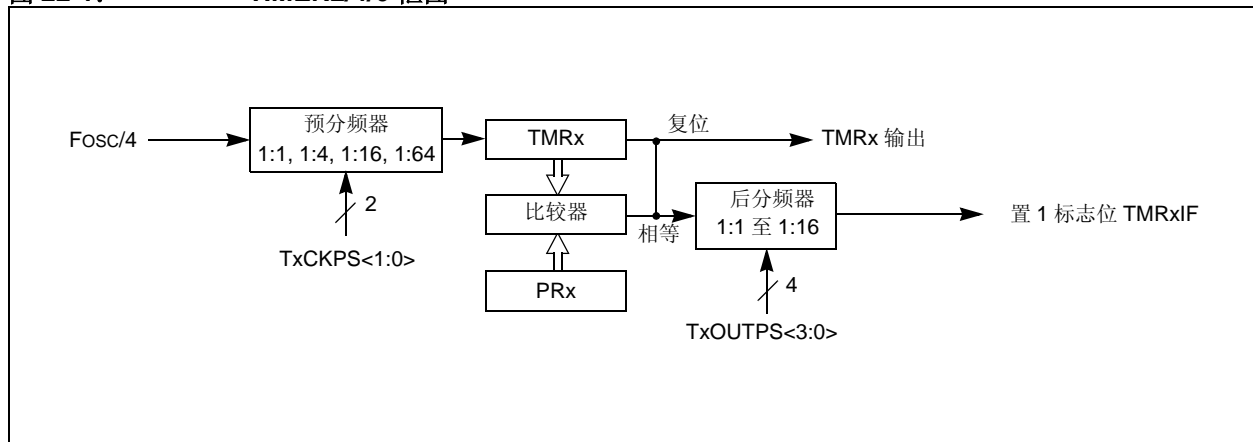 FOSC/4
预分频器
1:1, 1:4, 1:16, 1:64
2
TxCKPS<1:0>
TMRx
比较器
PRx
复位
相等
TMRx 输出
后分频器
1:1 至 1:16
4
TxOUTPS<3:0>
置 1 标志位 TMRxIF